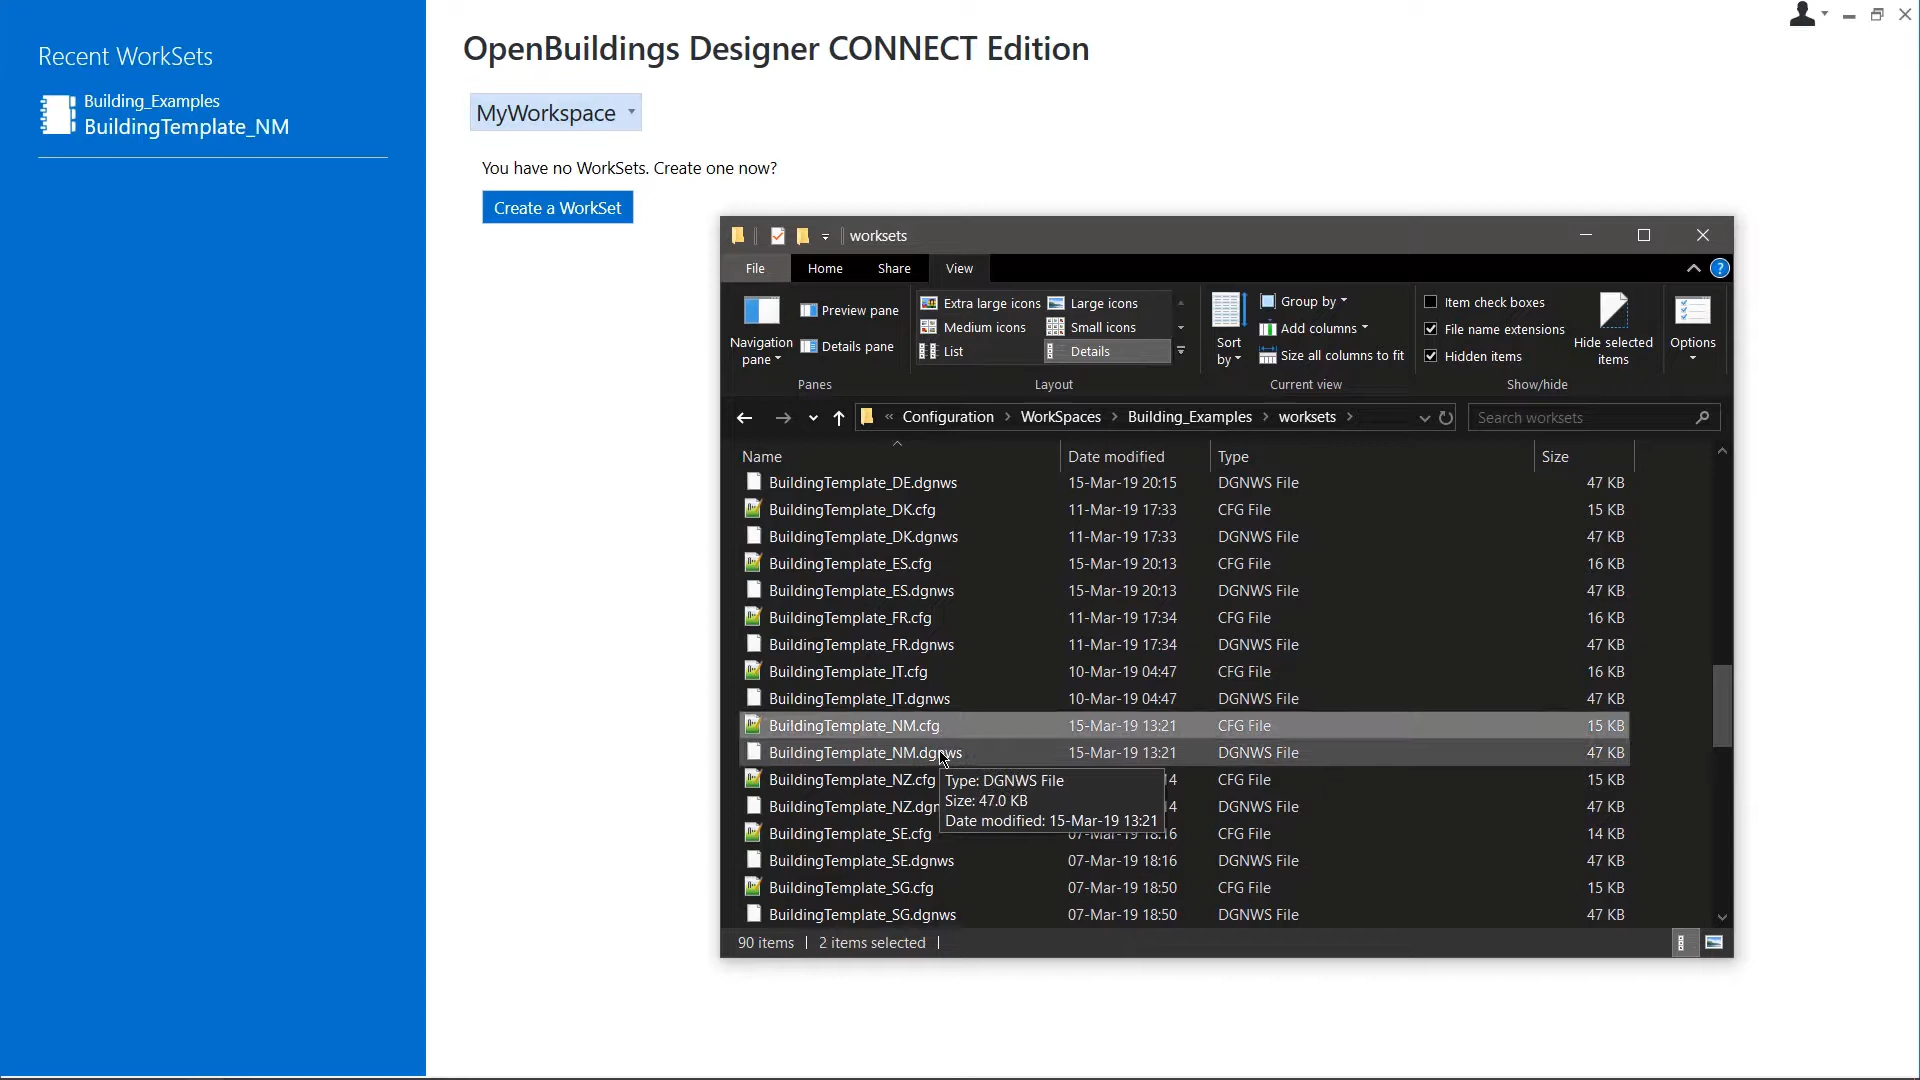 Recent WorkSets
Building_Examples
BuildingTemplate_NM
OpenBuildings Designer CONNECT Edition
MyWorkspace
You have no WorkSets. Create one now?
Create a WorkSet
worksets
File Home Share View
Navigation pane
Preview pane
Details pane
Panes
Extra large icons Large icons
Medium icons Small icons
List Details
Layout
Sort by
Group by
Add columns
Size all columns to fit
Current view
Item check boxes
File name extensions
Hidden items
Hide selected items
Show/hide
Options
« Configuration > WorkSpaces > Building_Examples > worksets >
Search worksets
Name Date modified Type Size
BuildingTemplate_DE.dgnws 15-Mar-19 20:15 DGNWS File 47 KB
BuildingTemplate_DK.cfg 11-Mar-19 17:33 CFG File 15 KB
BuildingTemplate_DK.dgnws 11-Mar-19 17:33 DGNWS File 47 KB
BuildingTemplate_ES.cfg 15-Mar-19 20:13 CFG File 16 KB
BuildingTemplate_ES.dgnws 15-Mar-19 20:13 DGNWS File 47 KB
BuildingTemplate_FR.cfg 11-Mar-19 17:34 CFG File 16 KB
BuildingTemplate_FR.dgnws 11-Mar-19 17:34 DGNWS File 47 KB
BuildingTemplate_IT.cfg 10-Mar-19 04:47 CFG File 16 KB
BuildingTemplate_IT.dgnws 10-Mar-19 04:47 DGNWS File 47 KB
BuildingTemplate_NM.cfg 15-Mar-19 13:21 CFG File 15 KB
BuildingTemplate_NM.dgnws 15-Mar-19 13:21 DGNWS File 47 KB
BuildingTemplate_NZ.cfg 14 CFG File 15 KB
BuildingTemplate_NZ.dgn 14 DGNWS File 47 KB
Type: DGNWS File
Size: 47.0 KB
Date modified: 15-Mar-19 13:21
BuildingTemplate_SE.cfg 07-Mar-19 18:16 CFG File 14 KB
BuildingTemplate_SE.dgnws 07-Mar-19 18:16 DGNWS File 47 KB
BuildingTemplate_SG.cfg 07-Mar-19 18:50 CFG File 15 KB
BuildingTemplate_SG.dgnws 07-Mar-19 18:50 DGNWS File 47 KB
90 items | 2 items selected |